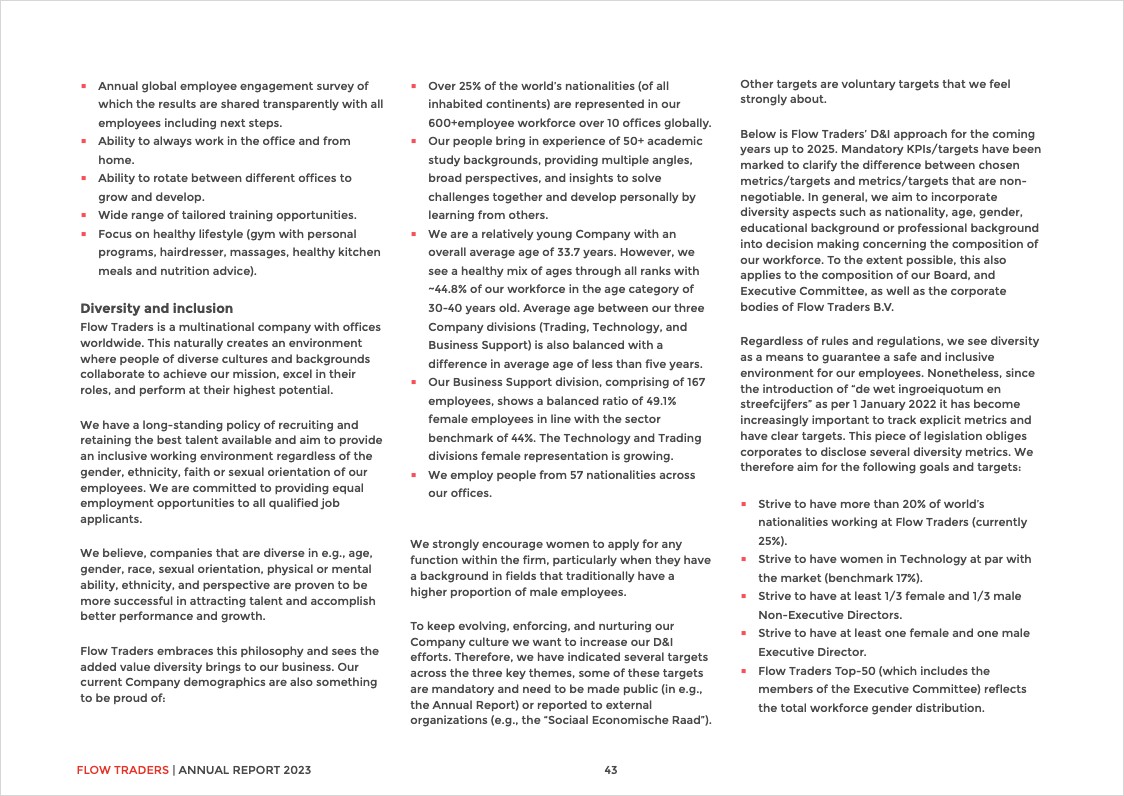 ▪ Annual global employee engagement survey of
which the results are shared transparently with all
employees including next steps.
▪ Ability to always work in the office and from
home.
▪ Ability to rotate between different offices to
grow and develop.
▪ Wide range of tailored training opportunities.
▪ Focus on healthy lifestyle (gym with personal
programs, hairdresser, massages, healthy kitchen
meals and nutrition advice).
Diversity and inclusion
Flow Traders is a multinational company with offices
worldwide. This naturally creates an environment
where people of diverse cultures and backgrounds
collaborate to achieve our mission, excel in their
roles, and perform at their highest potential.
We have a long-standing policy of recruiting and
retaining the best talent available and aim to provide
an inclusive working environment regardless of the
gender, ethnicity, faith or sexual orientation of our
employees. We are committed to providing equal
employment opportunities to all qualified job
applicants.
We believe, companies that are diverse in e.g., age,
gender, race, sexual orientation, physical or mental
ability, ethnicity, and perspective are proven to be
more successful in attracting talent and accomplish
better performance and growth.
Flow Traders embraces this philosophy and sees the
added value diversity brings to our business. Our
current Company demographics are also something
to be proud of:
▪ Over 25% of the world's nationalities (of all
inhabited continents) are represented in our
600+employee workforce over 10 offices globally.
▪ Our people bring in experience of 50+ academic
study backgrounds, providing multiple angles,
broad perspectives, and insights to solve
challenges together and develop personally by
learning from others.
▪ We are a relatively young Company with an
overall average age of 33.7 years. However, we
see a healthy mix of ages through all ranks with
~44.8% of our workforce in the age category of
30-40 years old. Average age between our three
Company divisions (Trading, Technology, and
Business Support) is also balanced with a
difference in average age of less than five years.
▪ Our Business Support division, comprising of 167
employees, shows a balanced ratio of 49.1%
female employees in line with the sector
benchmark of 44%. The Technology and Trading
divisions female representation is growing.
▪ We employ people from 57 nationalities across
our offices.
We strongly encourage women to apply for any
function within the firm, particularly when they have
a background in fields that traditionally have a
higher proportion of male employees.
To keep evolving, enforcing, and nurturing our
Company culture we want to increase our D&I
efforts. Therefore, we have indicated several targets
across the three key themes, some of these targets
are mandatory and need to be made public (in e.g.,
the Annual Report) or reported to external
organizations (e.g., the "Sociaal Economische Raad").
Other targets are voluntary targets that we feel
strongly about.
Below is Flow Traders' D&I approach for the coming
years up to 2025. Mandatory KPIs/targets have been
marked to clarify the difference between chosen
metrics/targets and metrics/targets that are non-
negotiable. In general, we aim to incorporate
diversity aspects such as nationality, age, gender,
educational background or professional background
into decision making concerning the composition of
our workforce. To the extent possible, this also
applies to the composition of our Board, and
Executive Committee, as well as the corporate
bodies of Flow Traders B.V.
Regardless of rules and regulations, we see diversity
as a means to guarantee a safe and inclusive
environment for our employees. Nonetheless, since
the introduction of "de wet ingroeiquotum en
streefcijfers" as per 1 January 2022 it has become
increasingly important to track explicit metrics and
have clear targets. This piece of legislation obliges
corporates to disclose several diversity metrics. We
therefore aim for the following goals and targets:
▪ Strive to have more than 20% of world's
nationalities working at Flow Traders (currently
25%).
▪ Strive to have women in Technology at par with
the market (benchmark 17%).
▪ Strive to have at least 1/3 female and 1/3 male
Non-Executive Directors.
▪ Strive to have at least one female and one male
Executive Director.
▪ Flow Traders Top-50 (which includes the
members of the Executive Committee) reflects
the total workforce gender distribution.
FLOW TRADERS | ANNUAL REPORT 2023
43